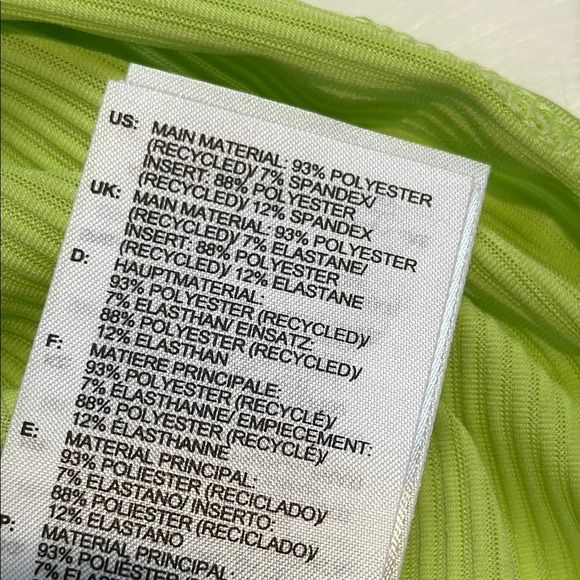 US: MAIN MATERIAL: 93% POLYESTER
(RECYCLED)/ 7% SPANDEX/
INSERT: 88% POLYESTER
(RECYCLED)/ 12% SPANDEX
UK: MAIN MATERIAL: 93% POLYESTER
(RECYCLED)/ 7% ELASTANE/
INSERT: 88% POLYESTER
(RECYCLED)/ 12% ELASTANE
D: HAUPTMATERIAL:
93% POLYESTER (RECYCLED)/
7% ELASTHAN/ EINSATZ:
88% POLYESTER (RECYCLED)/
12% ELASTHAN
F: MATIERE PRINCIPALE:
93% POLYESTER (RECYCLÉ)/
7% ÉLASTHANNE/ EMPIECEMENT:
88% POLYESTER (RECYCLÉ)/
12% ÉLASTHANNE
E: MATERIAL PRINCIPAL:
93% POLIESTER (RECICLADO)/
7% ELASTANO/ INSERTO:
88% POLIESTER (RECICLADO)/
12% ELASTANO
P: MATERIAL PRINCIPAL:
93% POLIÉSTER
7% ELASTANO